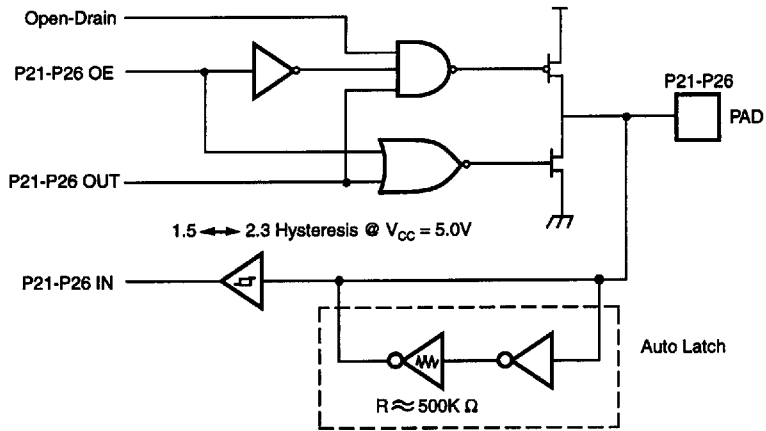 Open-Drain
P21-P26 OE
P21-P26
PAD
P21-P26 OUT
1.5 ↔ 2.3 Hysteresis @ VCC = 5.0V
P21-P26 IN
Auto Latch
R ≈ 500K Ω